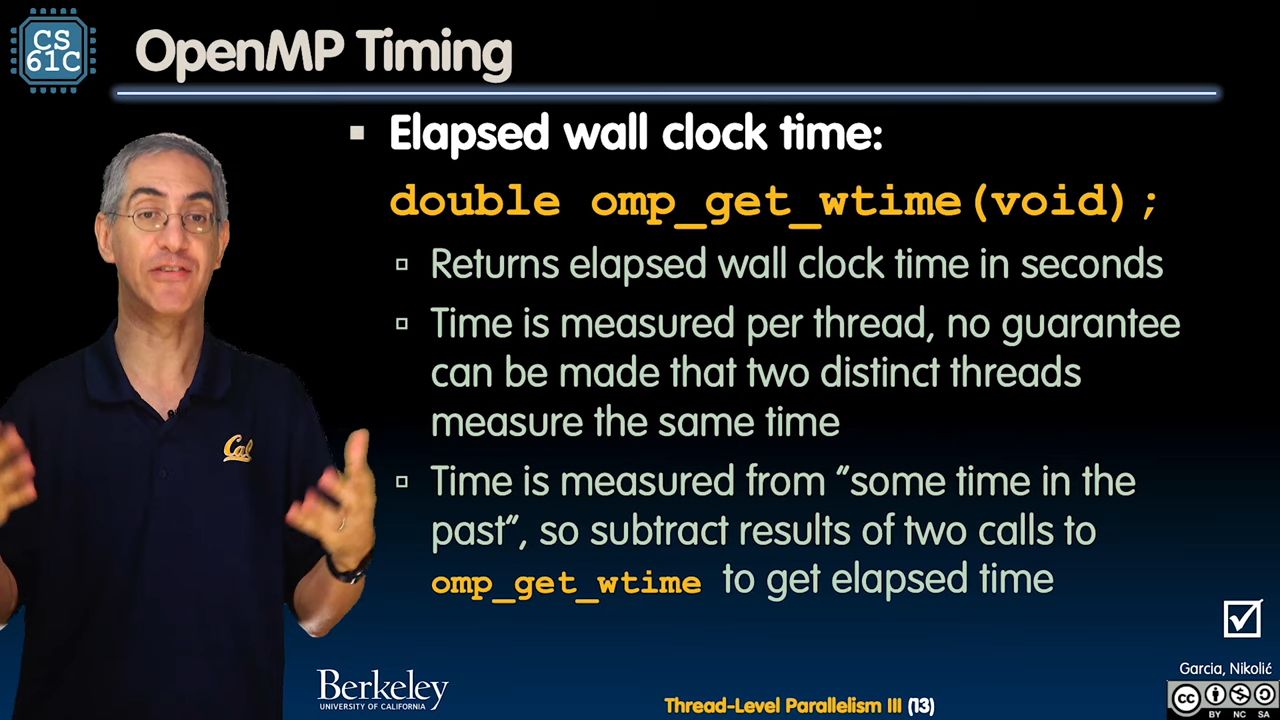 CS
61C
OpenMP Timing
▪ Elapsed wall clock time:
double omp_get_wtime(void);
▫ Returns elapsed wall clock time in seconds
▫ Time is measured per thread, no guarantee
can be made that two distinct threads
measure the same time
▫ Time is measured from “some time in the
past”, so subtract results of two calls to
omp_get_wtime to get elapsed time
Cal
Berkeley
UNIVERSITY OF CALIFORNIA
Thread-Level Parallelism III (13)
Garcia, Nikolić
cc
BY NC SA